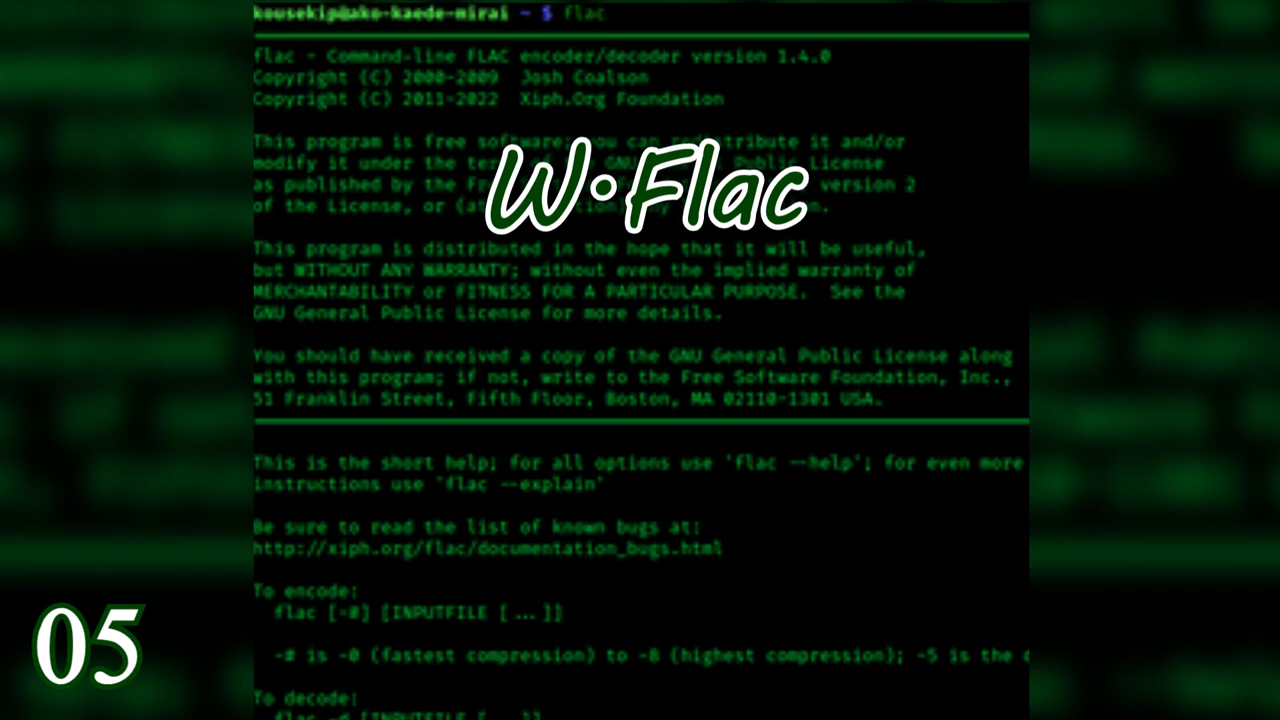 kousekip@ako-kaede-mirai ~ $ flac
flac - Command-line FLAC encoder/decoder version 1.4.0
Copyright (C) 2000-2009  Josh Coalson
Copyright (C) 2011-2022  Xiph.Org Foundation
This program is free software; you can redistribute it and/or
modify it under the GNU Public License
as published by the version 2
of the License, or
W·Flac
This program is distributed in the hope that it will be useful,
but WITHOUT ANY WARRANTY; without even the implied warranty of
MERCHANTABILITY or FITNESS FOR A PARTICULAR PURPOSE.  See the
GNU General Public License for more details.
You should have received a copy of the GNU General Public License along
with this program; if not, write to the Free Software Foundation, Inc.,
51 Franklin Street, Fifth Floor, Boston, MA 02110-1301 USA.
This is the short help; for all options use 'flac --help'; for even more
instructions use 'flac --explain'
Be sure to read the list of known bugs at:
http://xiph.org/flac/documentation_bugs.html
To encode:
flac [-#] [INPUTFILE [...]]
-# is -0 (fastest compression) to -8 (highest compression); -5 is the
To decode:
flac -d [INPUTFILE [...]]
05